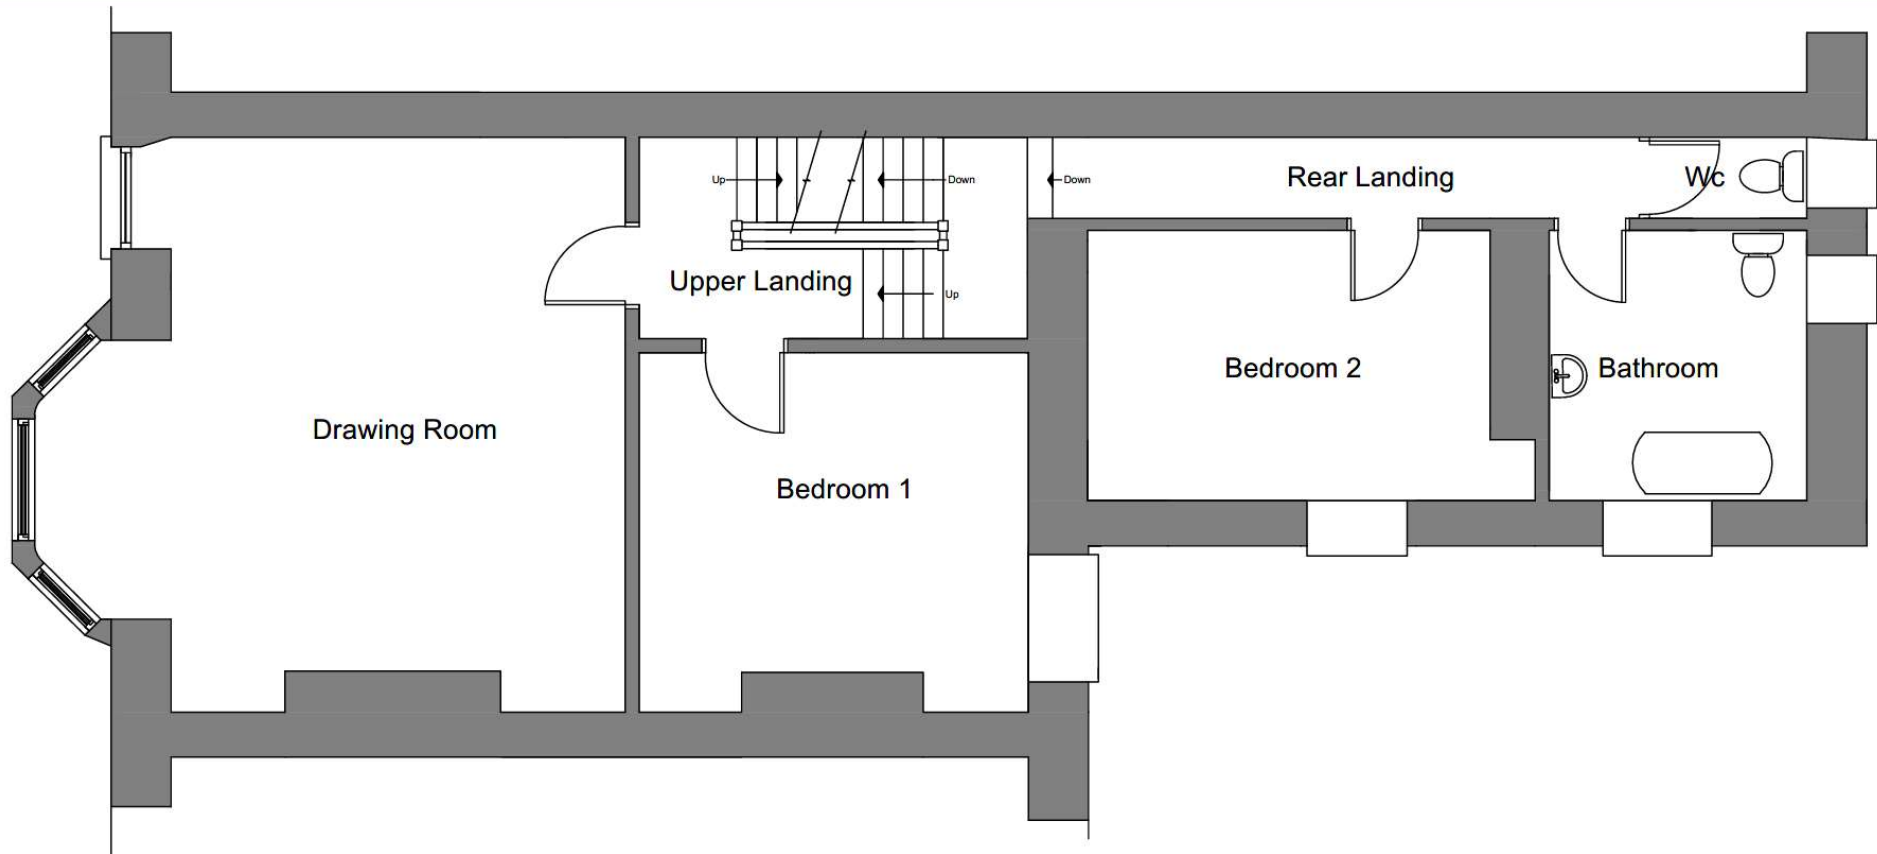 Up
Down
Down
Rear Landing
Wc
Upper Landing
Up
Bedroom 2
Bathroom
Drawing Room
Bedroom 1